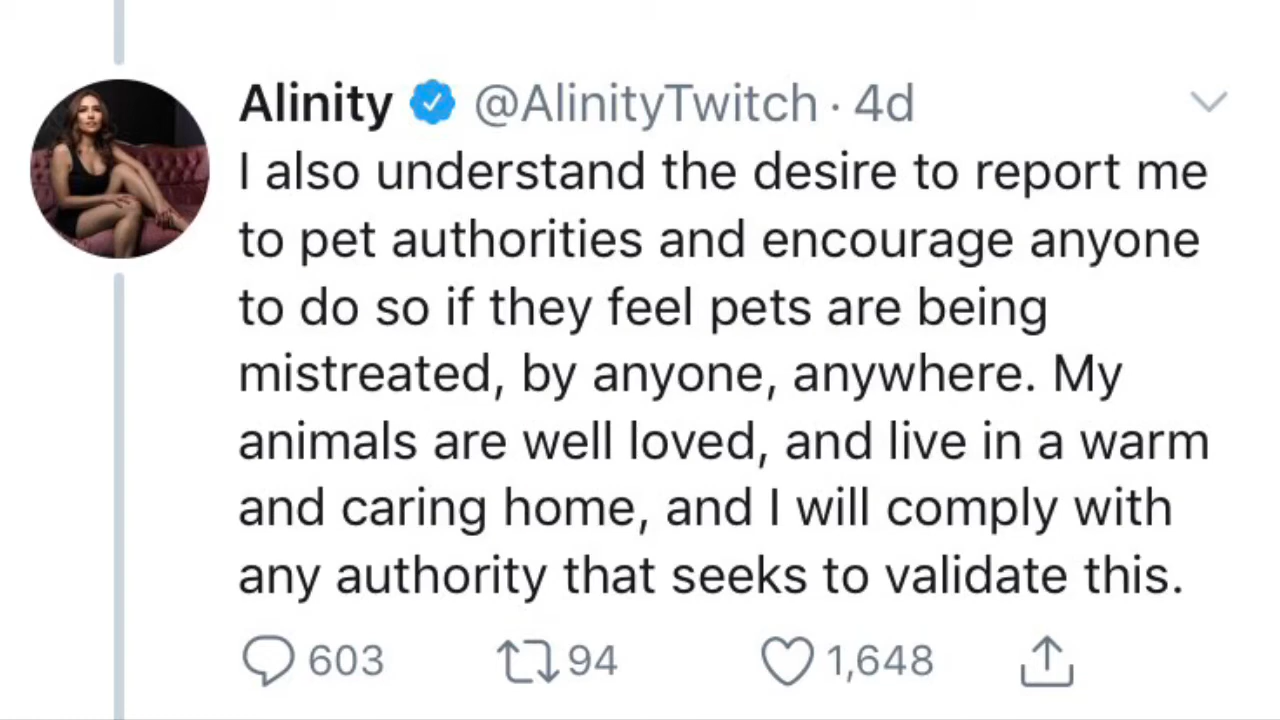 Alinity @AlinityTwitch · 4d
I also understand the desire to report me
to pet authorities and encourage anyone
to do so if they feel pets are being
mistreated, by anyone, anywhere. My
animals are well loved, and live in a warm
and caring home, and I will comply with
any authority that seeks to validate this.
603 94 1,648